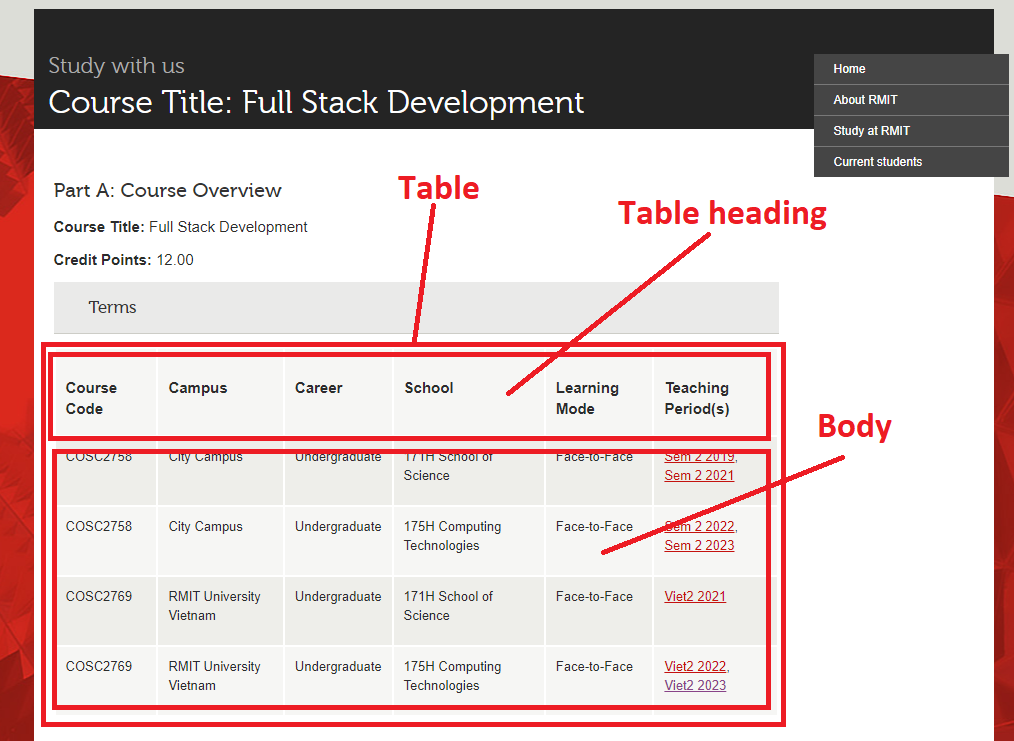 Study with us
Course Title: Full Stack Development
Home
About RMIT
Study at RMIT
Current students
Part A: Course Overview
Table
Table heading
Course Title: Full Stack Development
Credit Points: 12.00
Terms
Course Code Campus Career School Learning Mode Teaching Period(s)
Body
COSC2758 City Campus Undergraduate 171H School of Science Face-to-Face Sem 2 2019, Sem 2 2021
COSC2758 City Campus Undergraduate 175H Computing Technologies Face-to-Face Sem 2 2022, Sem 2 2023
COSC2769 RMIT University Vietnam Undergraduate 171H School of Science Face-to-Face Viet2 2021
COSC2769 RMIT University Vietnam Undergraduate 175H Computing Technologies Face-to-Face Viet2 2022, Viet2 2023